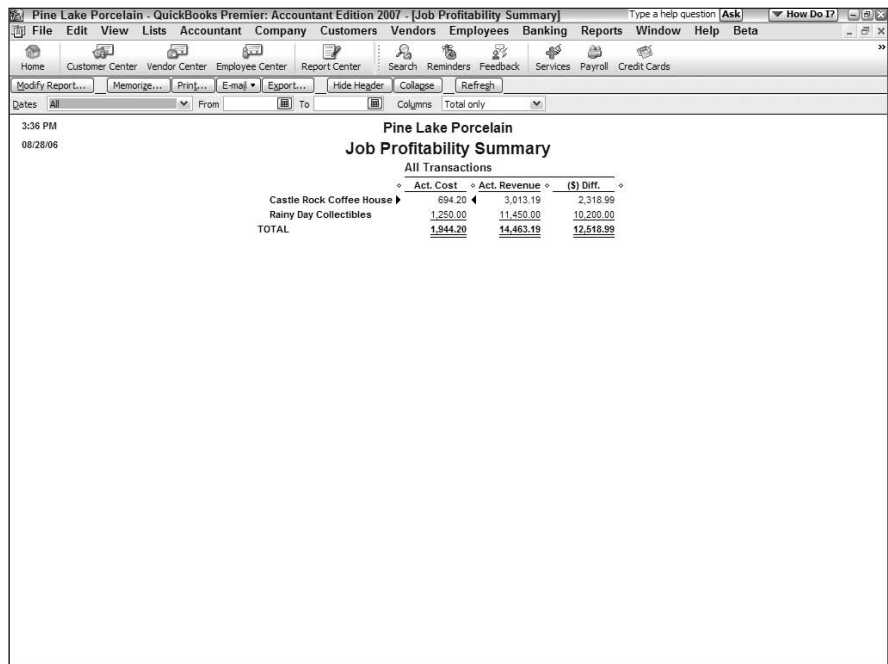 Pine Lake Porcelain - QuickBooks Premier: Accountant Edition 2007 - [Job Profitability Summary] Type a help question Ask How Do I?
File Edit View Lists Accountant Company Customers Vendors Employees Banking Reports Window Help Beta
Home Customer Center Vendor Center Employee Center Report Center Search Reminders Feedback Services Payroll Credit Cards
Modify Report... Memorize... Print... E-mail Export... Hide Header Collapse Refresh
Dates All From To Columns Total only
3:36 PM Pine Lake Porcelain
08/28/06 Job Profitability Summary
All Transactions
Act. Cost Act. Revenue ($) Diff.
Castle Rock Coffee House 694.20 3,013.19 2,318.99
Rainy Day Collectibles 1,250.00 11,450.00 10,200.00
TOTAL 1,944.20 14,463.19 12,518.99